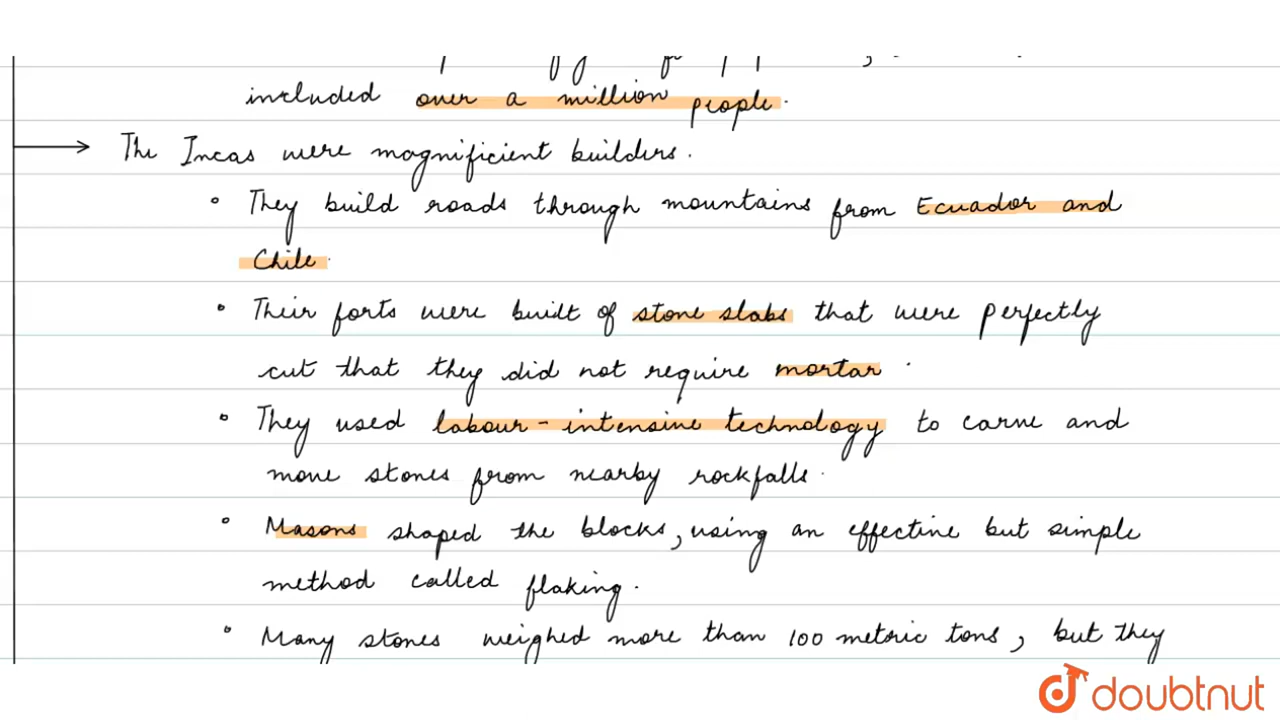 included over a million people.
The Incas were magnificient builders.
They build roads through mountains from Ecuador and
Chile.
Their forts were built of stone slabs that were perfectly
cut that they did not require mortar.
They used labour-intensive technology to carve and
move stones from nearby rockfalls.
Masons shaped the blocks, using an effective but simple
method called flaking.
Many stones weighed more than 100 metric tons, but they
doubtnut